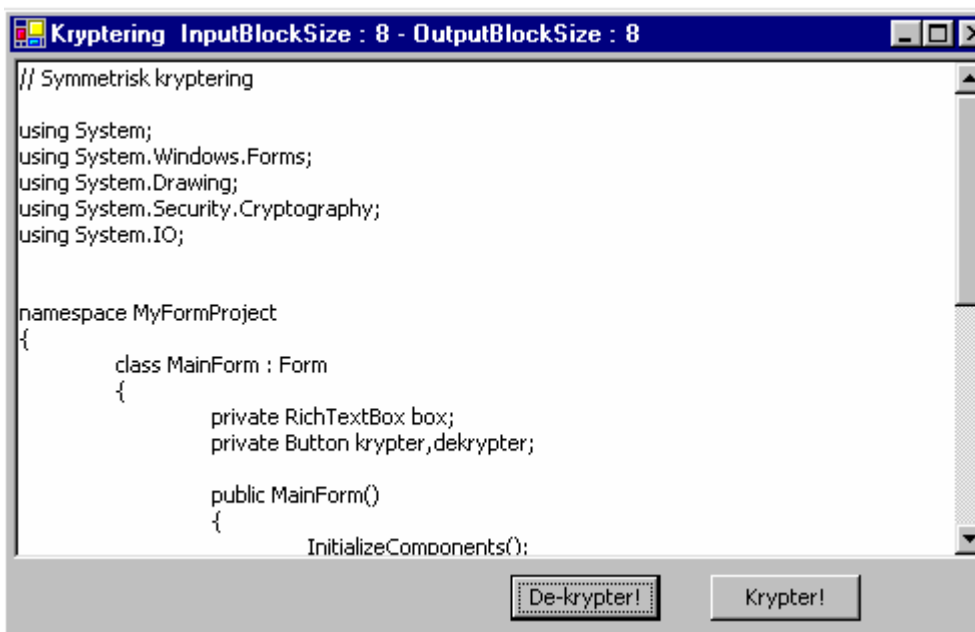 Kryptering InputBlockSize : 8 - OutputBlockSize : 8
// Symmetrisk kryptering
using System;
using System.Windows.Forms;
using System.Drawing;
using System.Security.Cryptography;
using System.IO;
namespace MyFormProject
{
class MainForm : Form
{
private RichTextBox box;
private Button krypter,dekrypter;
public MainForm()
{
InitializeComponents();
De-krypter! Krypter!